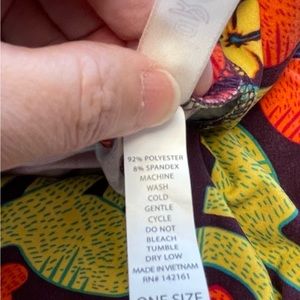 92% POLYESTER
8% SPANDEX
MACHINE
WASH
COLD
GENTLE
CYCLE
DO NOT
BLEACH
TUMBLE
DRY LOW
MADE IN VIETNAM
RN# 142161
ONE SIZE